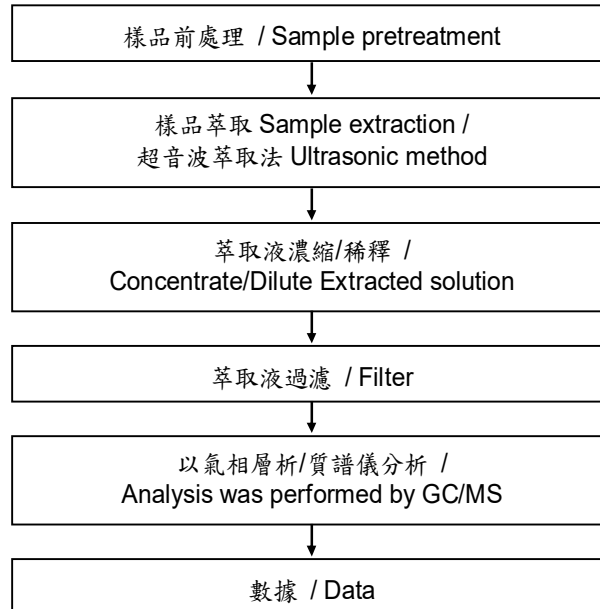 樣品前處理 / Sample pretreatment
樣品萃取 Sample extraction /
超音波萃取法 Ultrasonic method
萃取液濃縮/稀釋 /
Concentrate/Dilute Extracted solution
萃取液過濾 / Filter
以氣相層析/質譜儀分析 /
Analysis was performed by GC/MS
數據 / Data